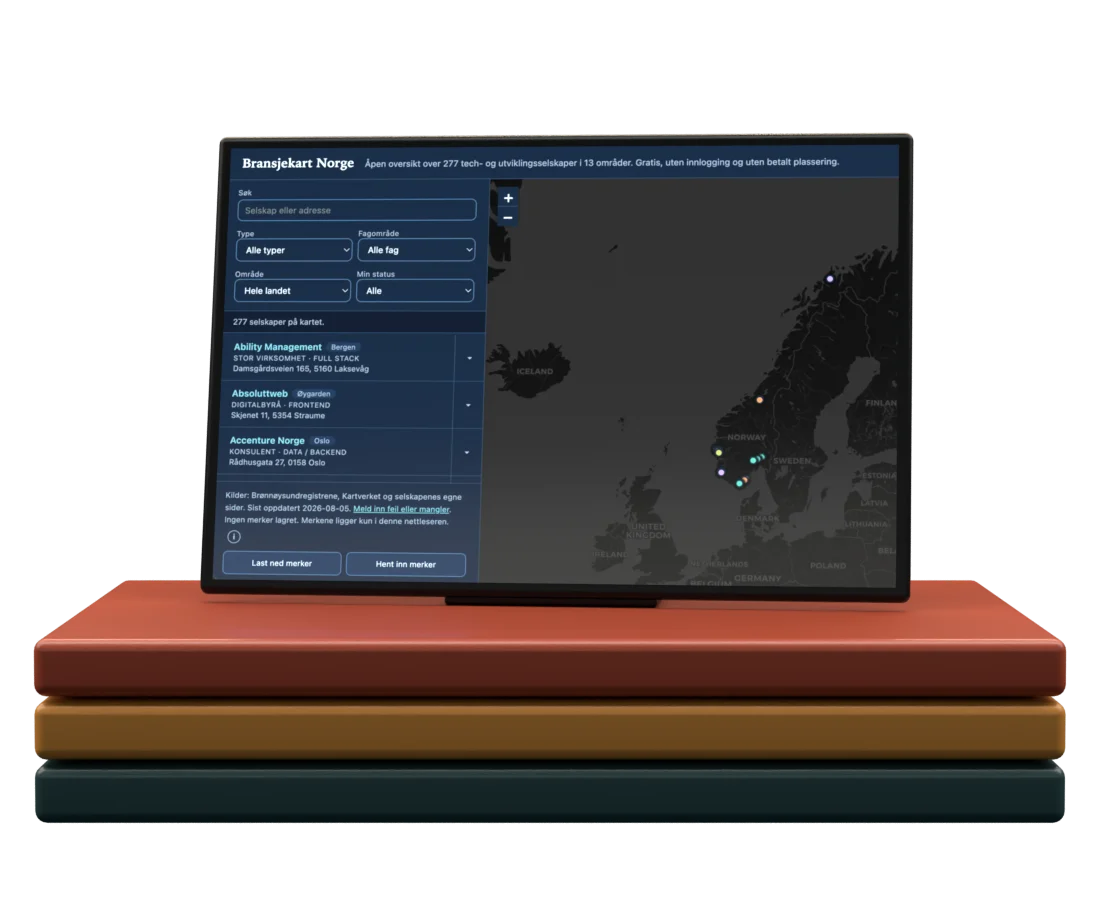 Bransjekart Norge Åpen oversikt over 277 tech- og utviklingsselskaper i 13 områder. Gratis, uten innlogging og uten betalt plassering.
Søk
Selskap eller adresse
Type
Fagområde
Alle typer
Alle fag
Område
Min status
Hele landet
Alle
277 selskaper på kartet.
Ability Management Bergen
STOR VIRKSOMHET · FULL STACK
Damsgårdsveien 165, 5160 Laksevåg
Absoluttweb Øygarden
DIGITALBYRÅ · FRONTEND
Skjenet 11, 5354 Straume
Accenture Norge Oslo
KONSULENT · DATA / BACKEND
Rådhusgata 27, 0158 Oslo
Kilder: Brønnøysundregistrene, Kartverket og selskapenes egne
sider. Sist oppdatert 2026-08-05. Meld inn feil eller mangler.
Ingen merker lagret. Merkene ligger kun i denne nettleseren.
i
Last ned merker
Hent inn merker
+
−
ICELAND
FINLAN
NORWAY
SWEDEN
ESTONIA
LATVIA
DENMARK
LITHUANIA
UNITED
KINGDOM
IRELAND
BEL
NETHERLANDS
POLAND
GERMANY
BELGIUM